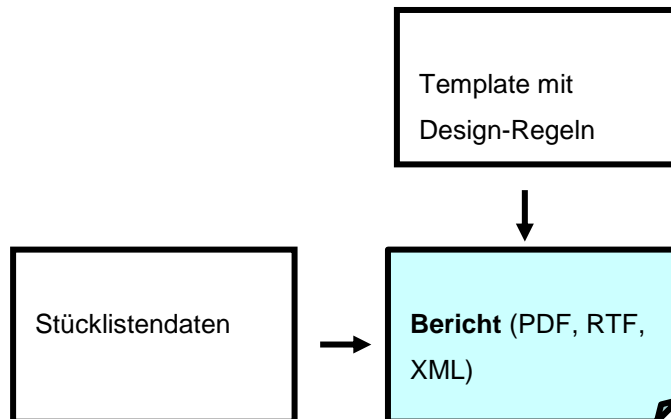 Template mit
Design-Regeln
Stücklistendaten
Bericht (PDF, RTF,
XML)